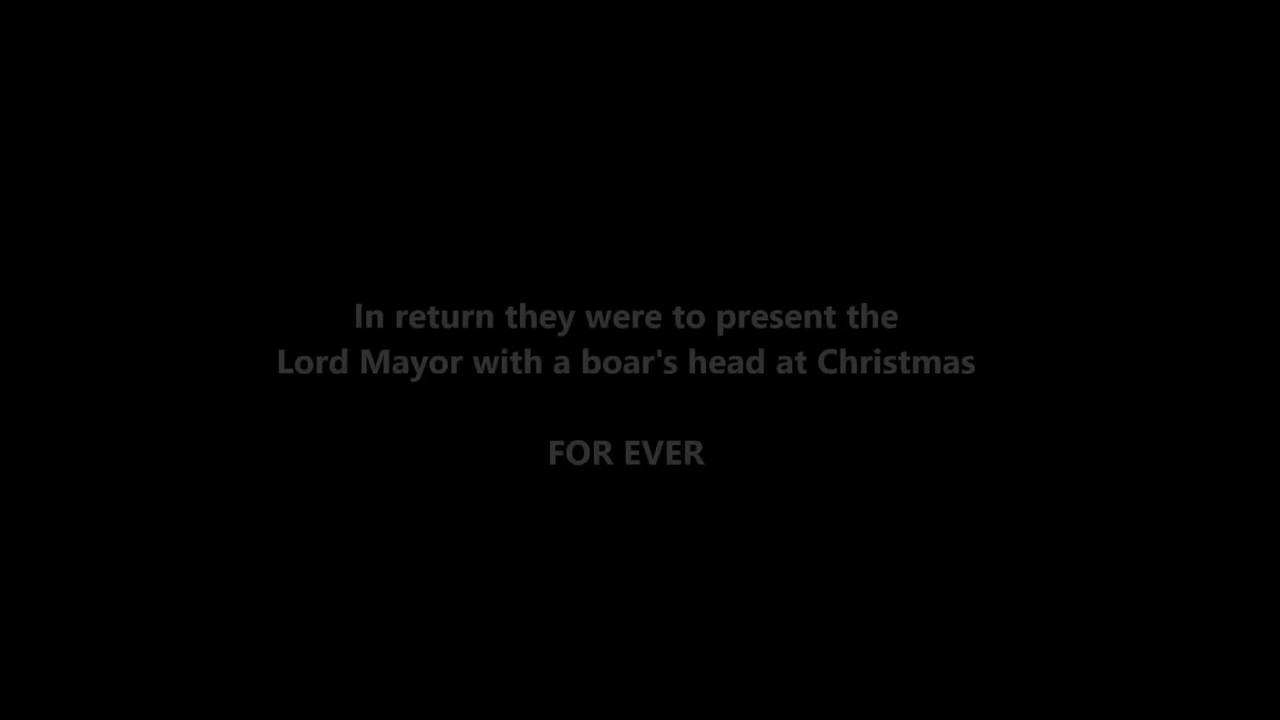 In return they were to present the
Lord Mayor with a boar's head at Christmas
FOR EVER